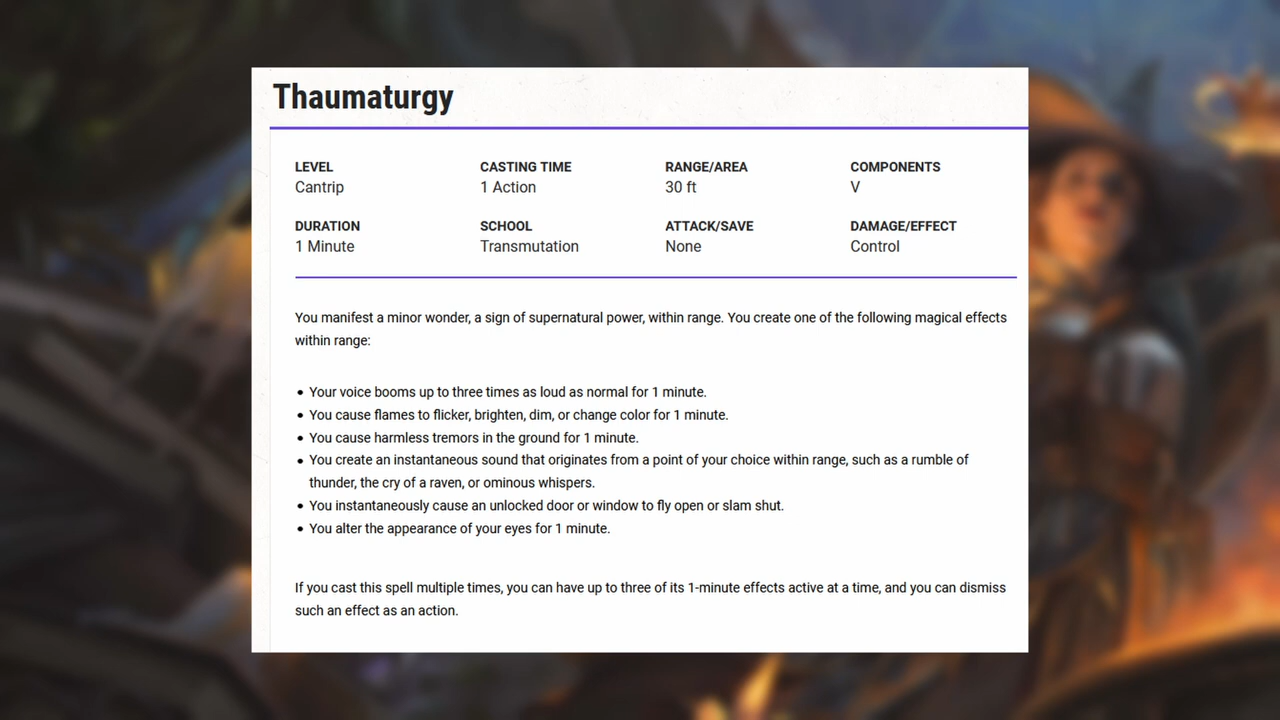 Thaumaturgy
LEVEL
Cantrip
CASTING TIME
1 Action
RANGE/AREA
30 ft
COMPONENTS
V
DURATION
1 Minute
SCHOOL
Transmutation
ATTACK/SAVE
None
DAMAGE/EFFECT
Control
You manifest a minor wonder, a sign of supernatural power, within range. You create one of the following magical effects
within range:
• Your voice booms up to three times as loud as normal for 1 minute.
• You cause flames to flicker, brighten, dim, or change color for 1 minute.
• You cause harmless tremors in the ground for 1 minute.
• You create an instantaneous sound that originates from a point of your choice within range, such as a rumble of
thunder, the cry of a raven, or ominous whispers.
• You instantaneously cause an unlocked door or window to fly open or slam shut.
• You alter the appearance of your eyes for 1 minute.
If you cast this spell multiple times, you can have up to three of its 1-minute effects active at a time, and you can dismiss
such an effect as an action.